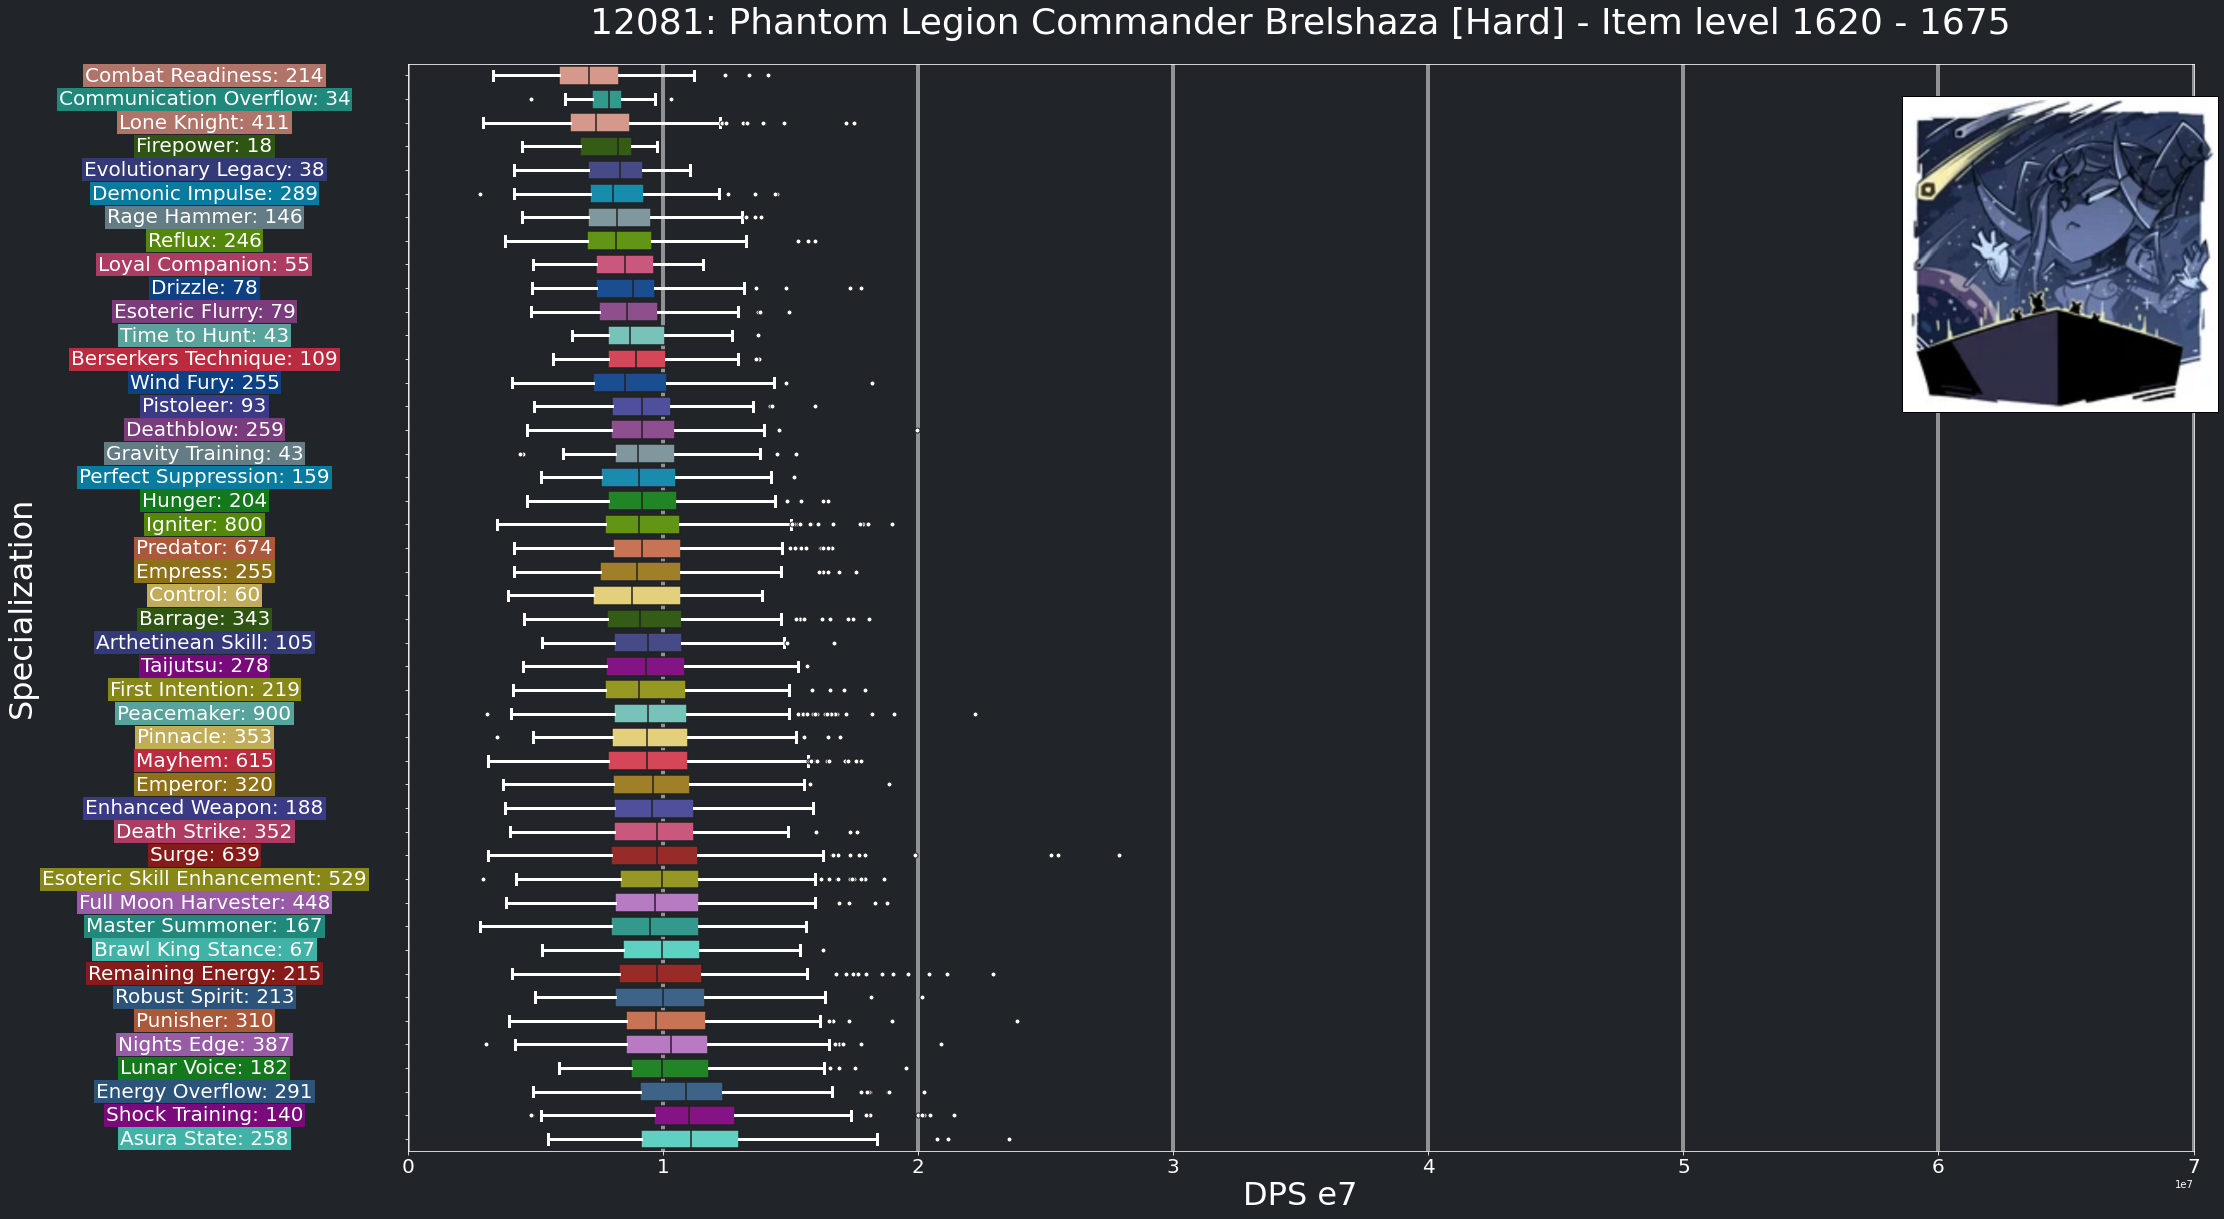 12081: Phantom Legion Commander Brelshaza [Hard] - Item level 1620 - 1675
Specialization
Combat Readiness: 214
Communication Overflow: 34
Lone Knight: 411
Firepower: 18
Evolutionary Legacy: 38
Demonic Impulse: 289
Rage Hammer: 146
Reflux: 246
Loyal Companion: 55
Drizzle: 78
Esoteric Flurry: 79
Time to Hunt: 43
Berserkers Technique: 109
Wind Fury: 255
Pistoleer: 93
Deathblow: 259
Gravity Training: 43
Perfect Suppression: 159
Hunger: 204
Igniter: 800
Predator: 674
Empress: 255
Control: 60
Barrage: 343
Arthetinean Skill: 105
Taijutsu: 278
First Intention: 219
Peacemaker: 900
Pinnacle: 353
Mayhem: 615
Emperor: 320
Enhanced Weapon: 188
Death Strike: 352
Surge: 639
Esoteric Skill Enhancement: 529
Full Moon Harvester: 448
Master Summoner: 167
Brawl King Stance: 67
Remaining Energy: 215
Robust Spirit: 213
Punisher: 310
Nights Edge: 387
Lunar Voice: 182
Energy Overflow: 291
Shock Training: 140
Asura State: 258
0 1 2 3 4 5 6 7
1e7
DPS e7